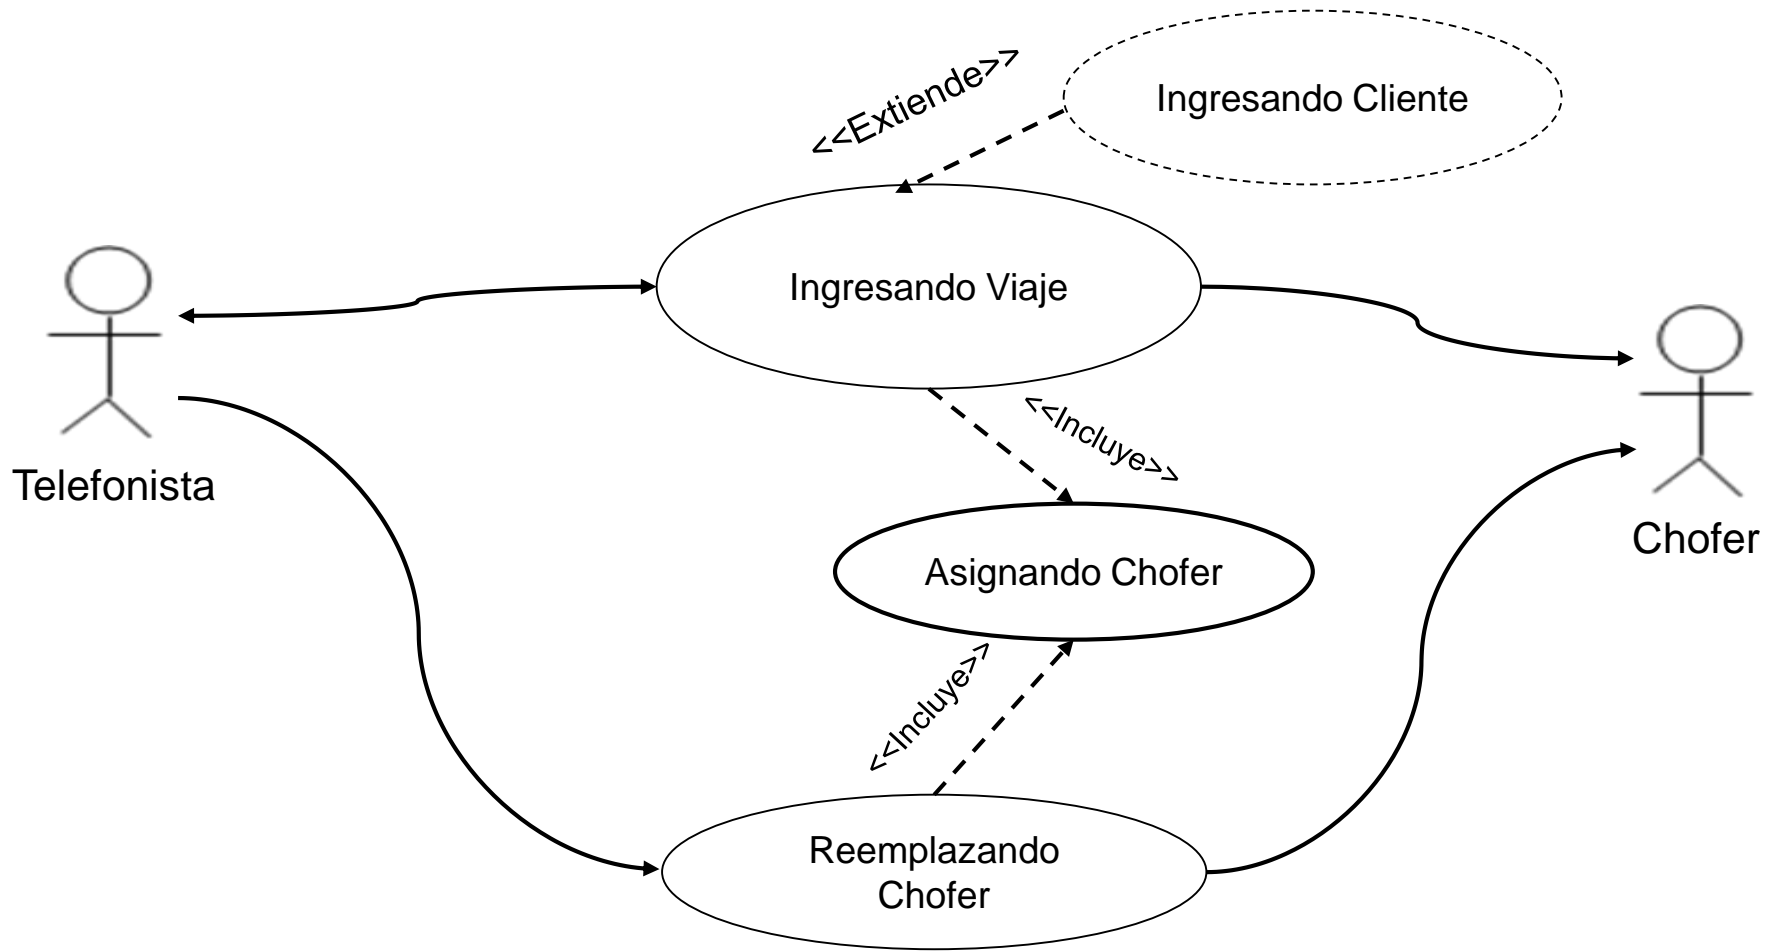 <<Extiende>>
Ingresando Cliente
Ingresando Viaje
<<Incluye>>
Telefonista
Chofer
Asignando Chofer
<<Incluye>>
Reemplazando
Chofer